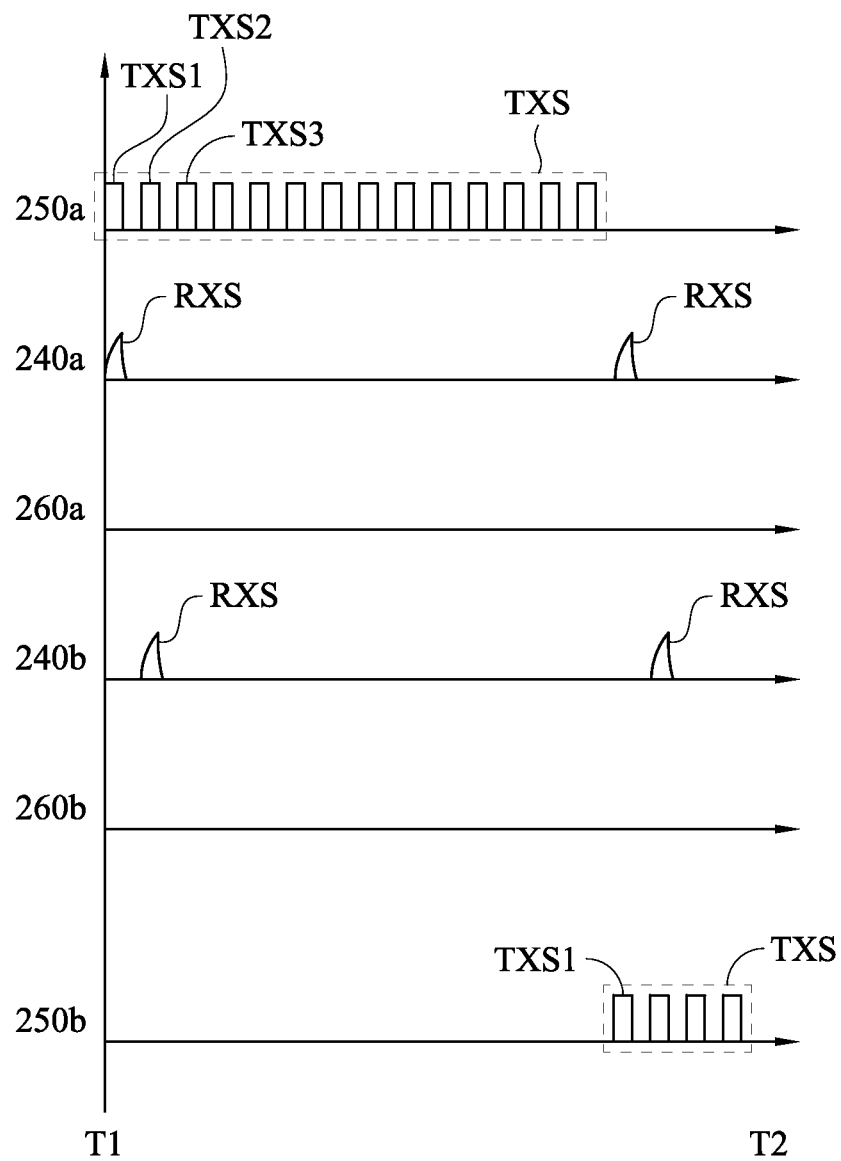 TXS2
TXS1
TXS
TXS3
250a
RXS
RXS
240a
260a
RXS
RXS
240b
260b
TXS1
TXS
250b
T1
T2